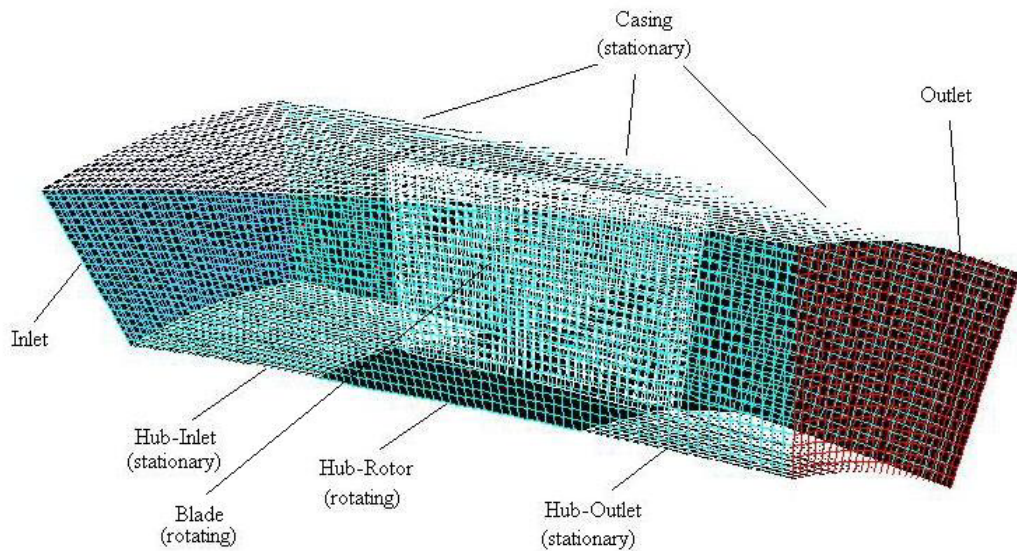 Casing
(stationary)
Outlet
Inlet
Hub-Inlet
(stationary)
Hub-Rotor
(rotating)
Blade
(rotating)
Hub-Outlet
(stationary)